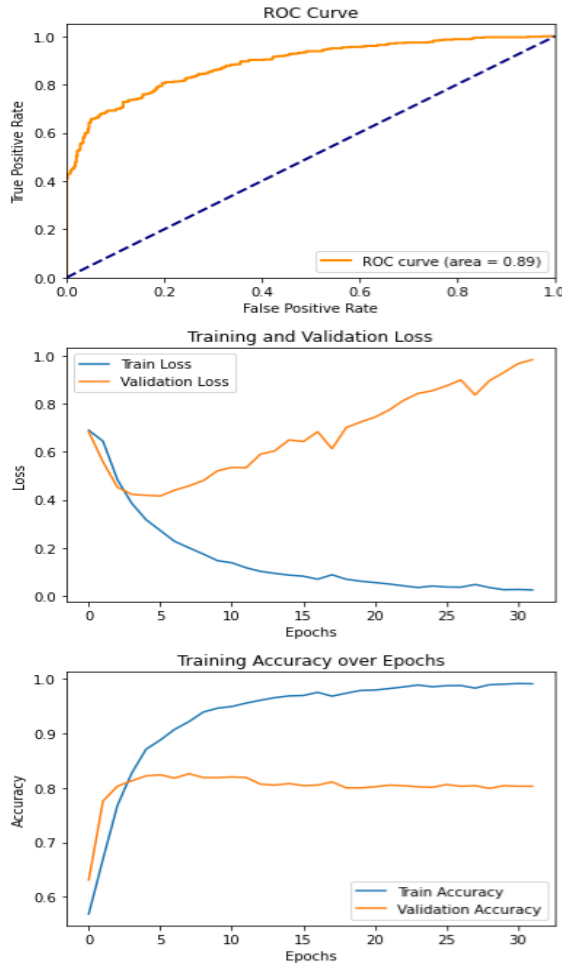 ROC Curve
1.0
0.8
0.6
0.4
0.2
0.0
True Positive Rate
ROC curve (area = 0.89)
0.0 0.2 0.4 0.6 0.8 1.0
False Positive Rate
Training and Validation Loss
1.0
0.8
0.6
0.4
0.2
0.0
Loss
Train Loss
Validation Loss
0 5 10 15 20 25 30
Epochs
Training Accuracy over Epochs
1.0
0.9
0.8
0.7
0.6
Accuracy
Train Accuracy
Validation Accuracy
0 5 10 15 20 25 30
Epochs